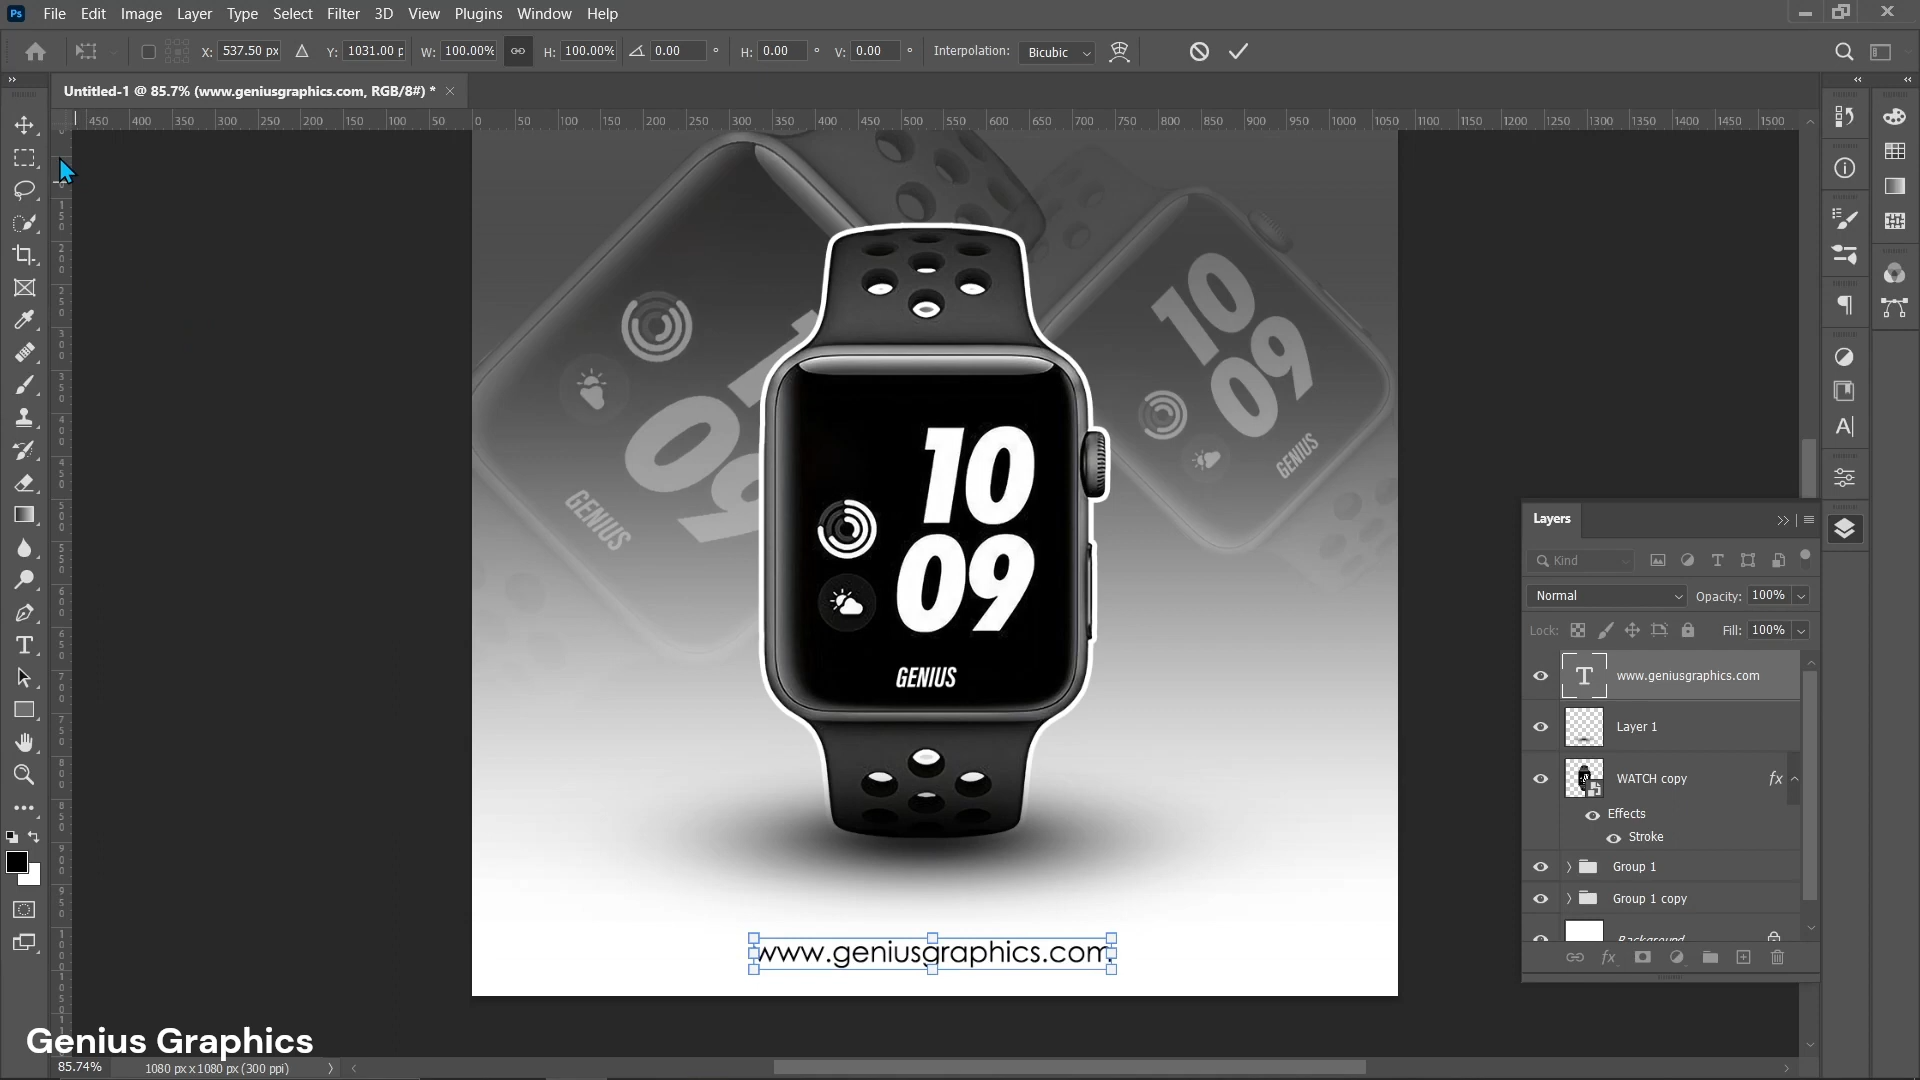 Ps File Edit Image Layer Type Select Filter 3D View Plugins Window Help
X: 537.50 px Y: 1031.00 p W: 100.00% H: 100.00% 0.00 ° H: 0.00 ° V: 0.00 ° Interpolation: Bicubic
Untitled-1 @ 85.7% (www.geniusgraphics.com, RGB/8#) *
450 400 350 300 250 200 150 100 50 0 50 100 150 200 250 300 350 400 450 500 550 600 650 700 750 800 850 900 950 1000 1050 1100 1150 1200 1250 1300 1350 1400 1450 1500
10
09
GENIUS
09
GENIUS
10
09
GENIUS
www.geniusgraphics.com
Layers
Kind
Normal Opacity: 100%
Lock: Fill: 100%
T www.geniusgraphics.com
Layer 1
WATCH copy fx
Effects
Stroke
Group 1
Group 1 copy
Background
fx
Genius Graphics
85.74% 1080 px x 1080 px (300 ppi)